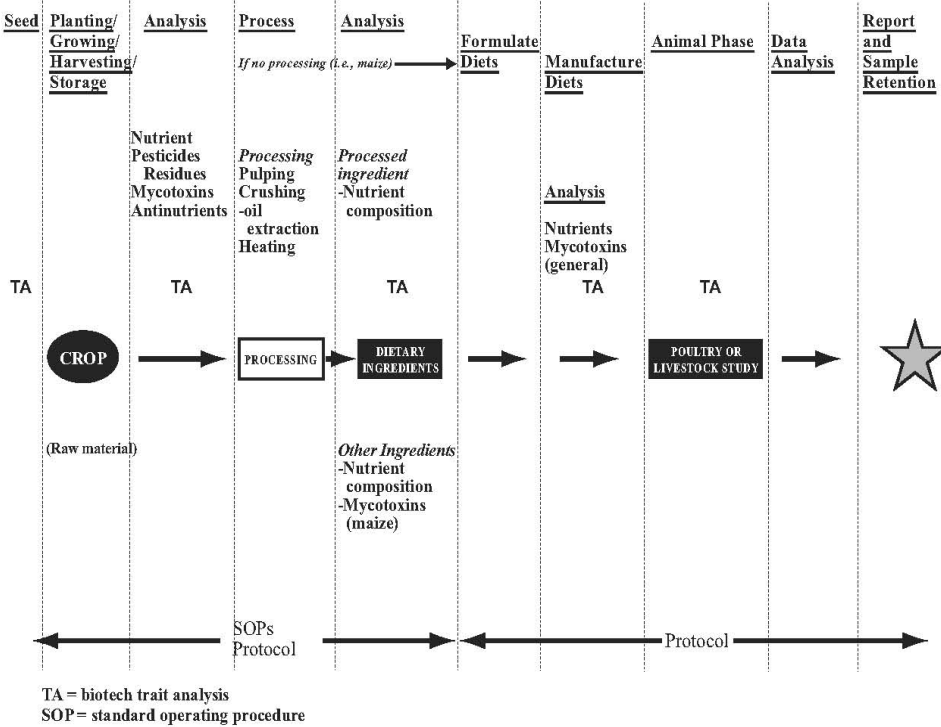 Seed
Planting/
Growing/
Harvesting/
Storage
Analysis
Process
Analysis
If no processing (i.e., maize)
Formulate
Diets
Manufacture
Diets
Animal Phase
Data
Analysis
Report
and
Sample
Retention
Nutrient
Pesticides
Residues
Mycotoxins
Antinutrients
Processing
Pulping
Crushing
-oil
extraction
Heating
Processed
ingredient
-Nutrient
composition
Analysis
Nutrients
Mycotoxins
(general)
TA
TA
TA
TA
TA
CROP
PROCESSING
DIETARY
INGREDIENTS
POULTRY OR
LIVESTOCK STUDY
(Raw material)
Other Ingredients
-Nutrient
composition
-Mycotoxins
(maize)
SOPs
Protocol
Protocol
TA = biotech trait analysis
SOP = standard operating procedure